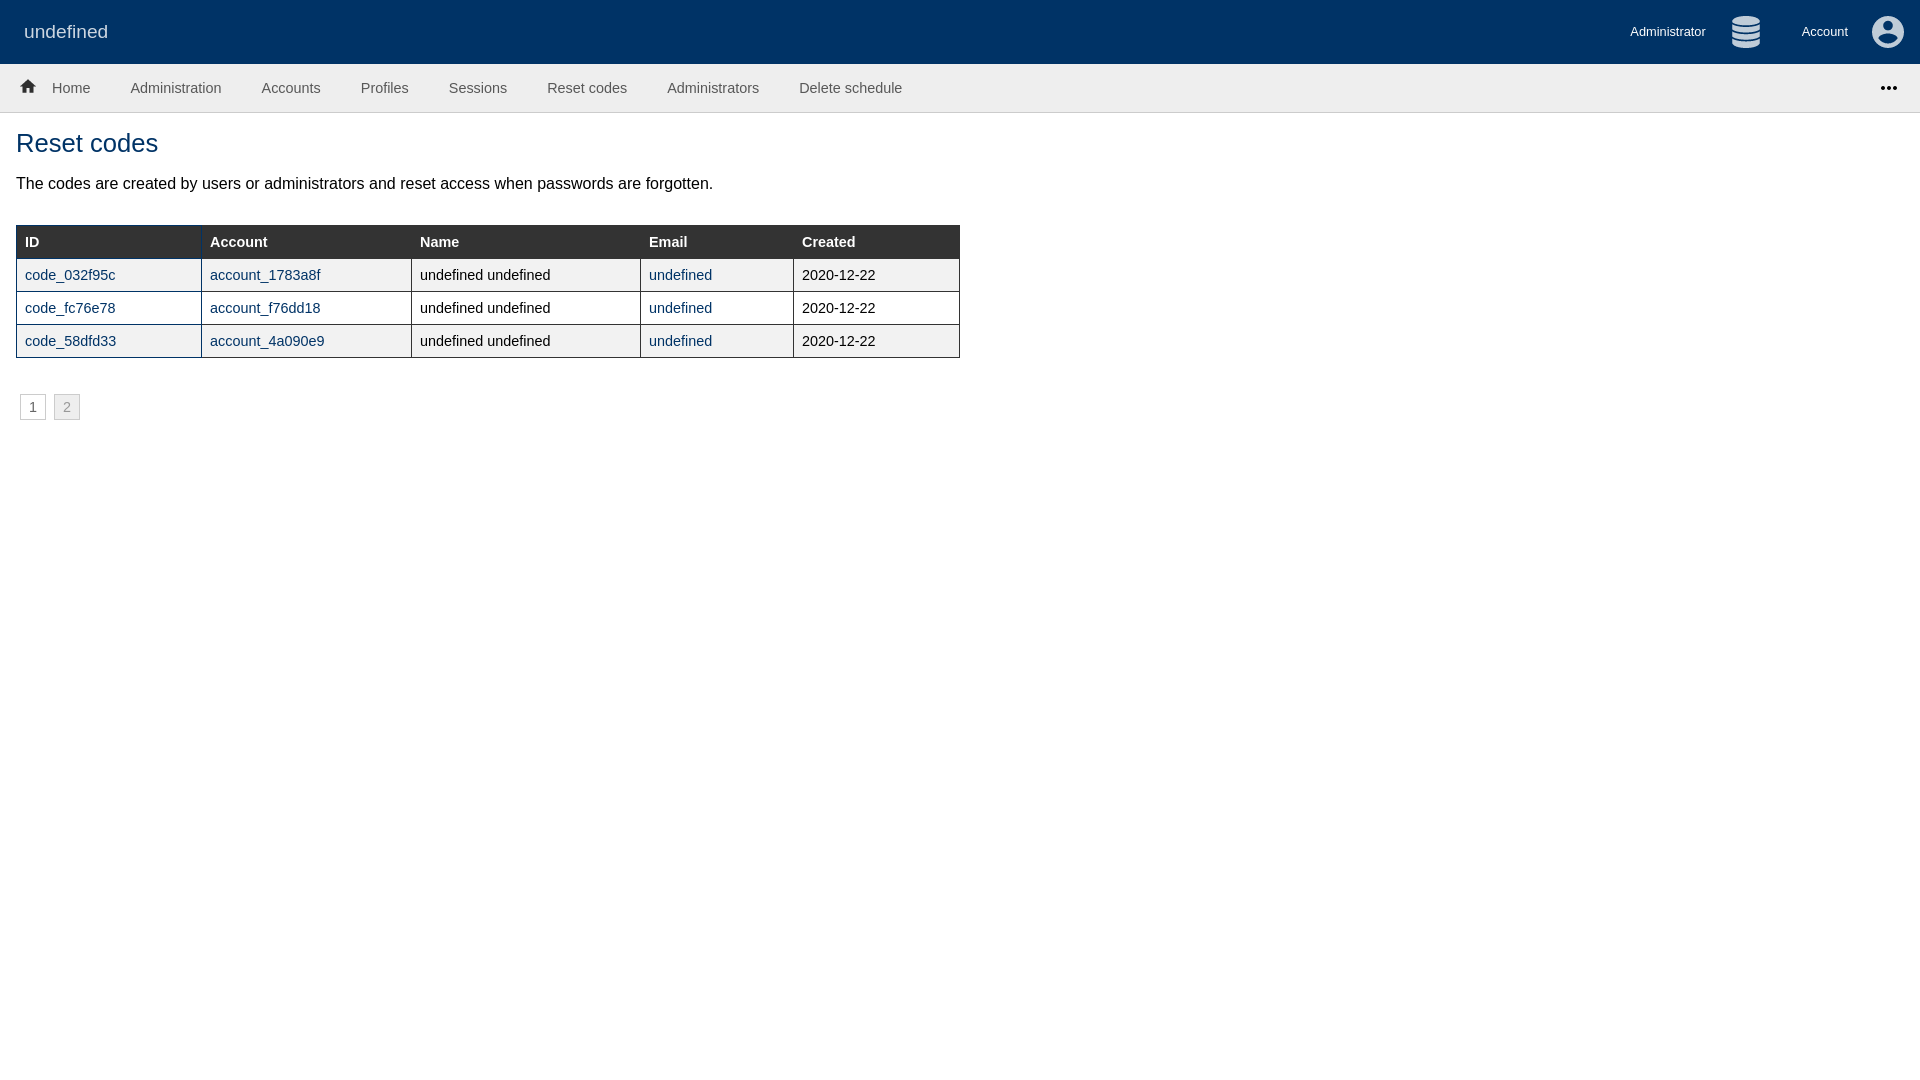 undefined Administrator Account
Home Administration Accounts Profiles Sessions Reset codes Administrators Delete schedule
Reset codes
The codes are created by users or administrators and reset access when passwords are forgotten.
ID Account Name Email Created
code_032f95c account_1783a8f undefined undefined undefined 2020-12-22
code_fc76e78 account_f76dd18 undefined undefined undefined 2020-12-22
code_58dfd33 account_4a090e9 undefined undefined undefined 2020-12-22
1 2